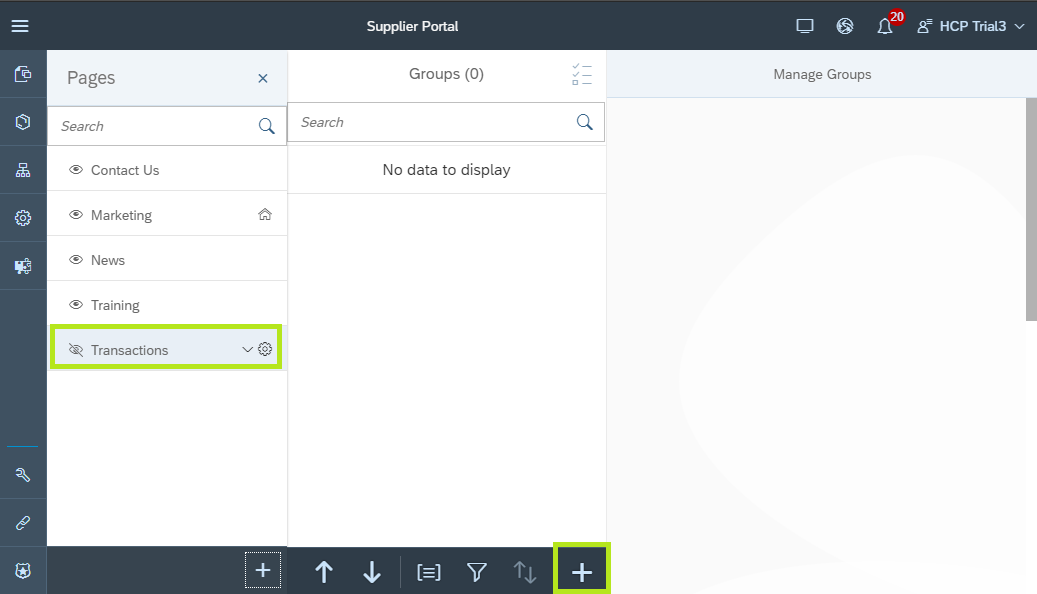 Supplier Portal
20
HCP Trial3
Pages
Groups (0)
Manage Groups
Search
Search
No data to display
Contact Us
Marketing
News
Training
Transactions